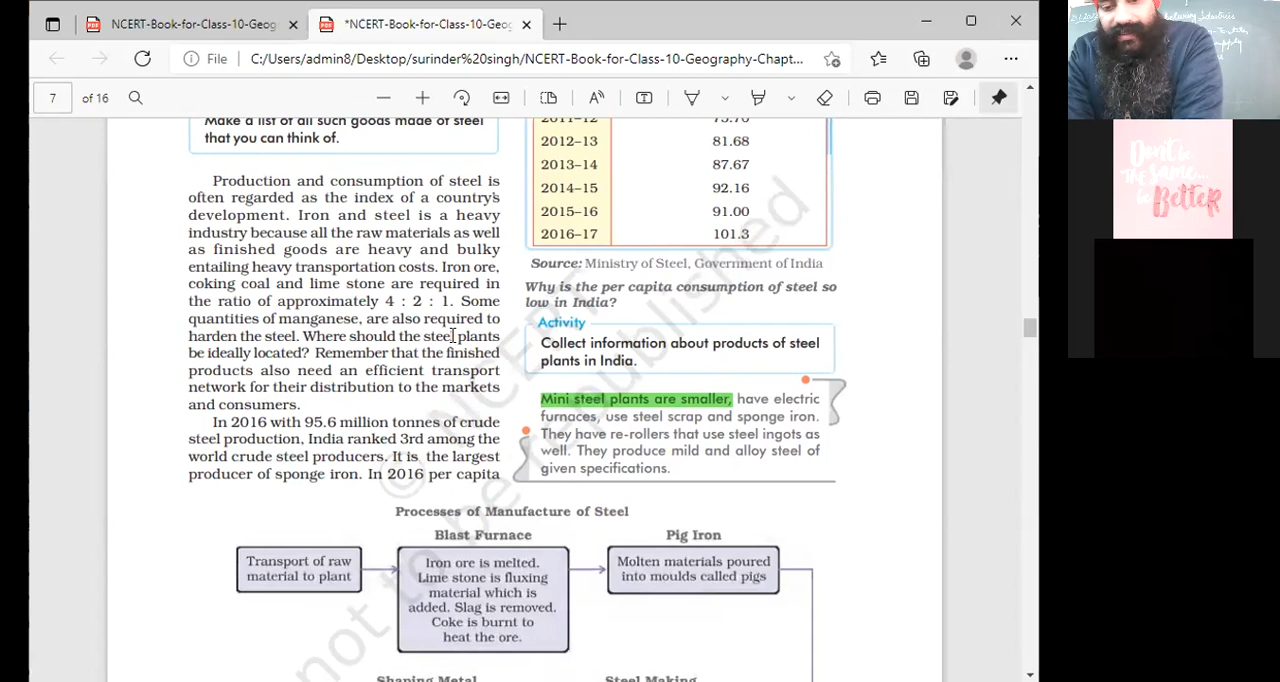 NCERT-Book-for-Class-10-Geog
*NCERT-Book-for-Class-10-Geog
File
C:/Users/admin8/Desktop/surinder%20singh/NCERT-Book-for-Class-10-Geography-Chapt...
7
of 16
Make a list of all such goods made of steel
that you can think of.
Production and consumption of steel is
often regarded as the index of a country's
development. Iron and steel is a heavy
industry because all the raw materials as well
as finished goods are heavy and bulky
entailing heavy transportation costs. Iron ore,
coking coal and lime stone are required in
the ratio of approximately 4 : 2 : 1. Some
quantities of manganese, are also required to
harden the steel. Where should the steel plants
be ideally located? Remember that the finished
products also need an efficient transport
network for their distribution to the markets
and consumers.
In 2016 with 95.6 million tonnes of crude
steel production, India ranked 3rd among the
world crude steel producers. It is the largest
producer of sponge iron. In 2016 per capita
2011-12
2012–13 81.68
2013–14 87.67
2014–15 92.16
2015–16 91.00
2016–17 101.3
Source: Ministry of Steel, Government of India
Why is the per capita consumption of steel so
low in India?
Activity
Collect information about products of steel
plants in India.
Mini steel plants are smaller, have electric
furnaces, use steel scrap and sponge iron.
They have re-rollers that use steel ingots as
well. They produce mild and alloy steel of
given specifications.
Processes of Manufacture of Steel
Blast Furnace
Pig Iron
Transport of raw
material to plant
Iron ore is melted.
Lime stone is fluxing
material which is
added. Slag is removed.
Coke is burnt to
heat the ore.
Molten materials poured
into moulds called pigs
Shaping Metal
Steel Making
© NCERT
not to be republished
Don't be
the same...
be
Better